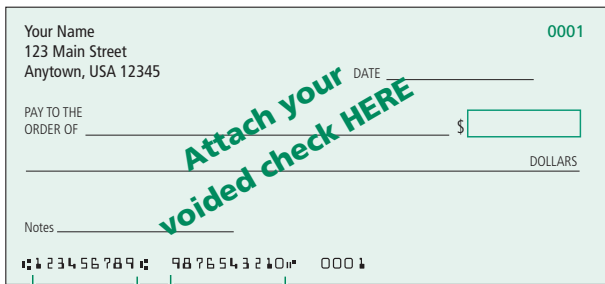 Your Name
0001
123 Main Street
Anytown, USA 12345
DATE
PAY TO THE
ORDER OF
$
DOLLARS
Attach your
voided check HERE
Notes
⑆123456789⑆ 9876543210⑈ 0001